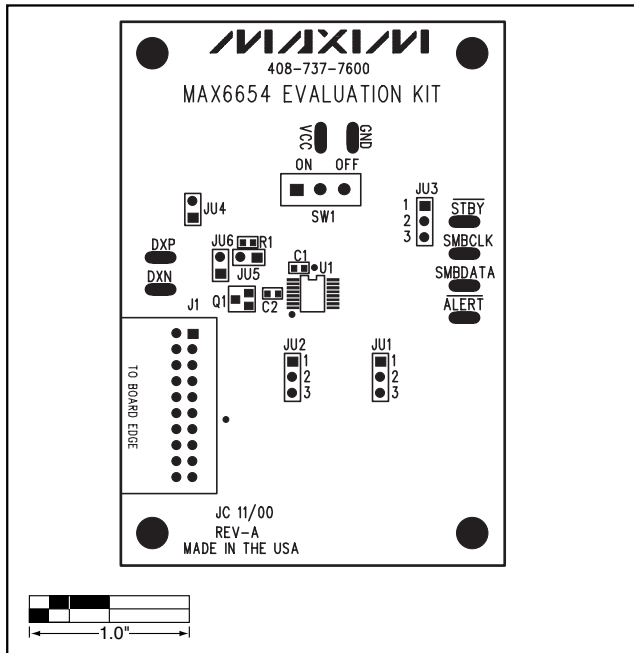 MAXIM
408-737-7600
MAX6654 EVALUATION KIT
VCC
GND
ON OFF
SW1
JU4
JU3
1
2
3
STBY
SMBCLK
SMBDATA
ALERT
DXP
DXN
JU6
R1
JU5
C1
U1
Q1
C2
J1
TO BOARD EDGE
JU2
1
2
3
JU1
1
2
3
JC 11/00
REV-A
MADE IN THE USA
1.0"